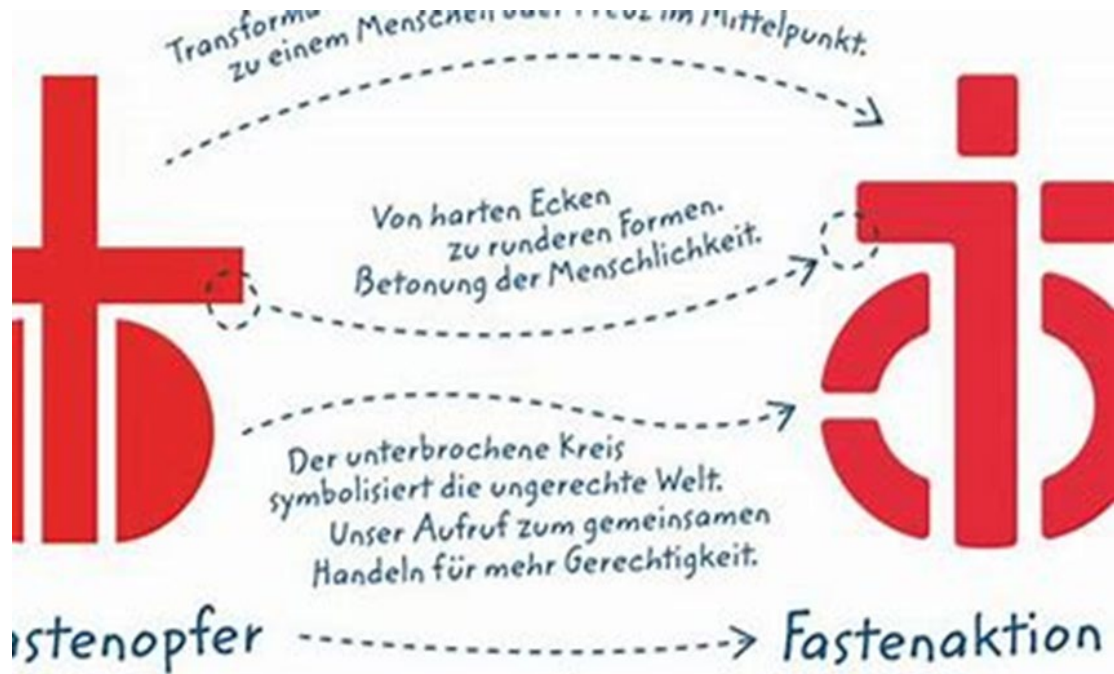 zu einem Menschen oder Kreuz im Mittelpunkt.
Von harten Ecken
zu runderen Formen.
Betonung der Menschlichkeit.
Der unterbrochene Kreis
symbolisiert die ungerechte Welt.
Unser Aufruf zum gemeinsamen
Handeln für mehr Gerechtigkeit.
Fastenaktion